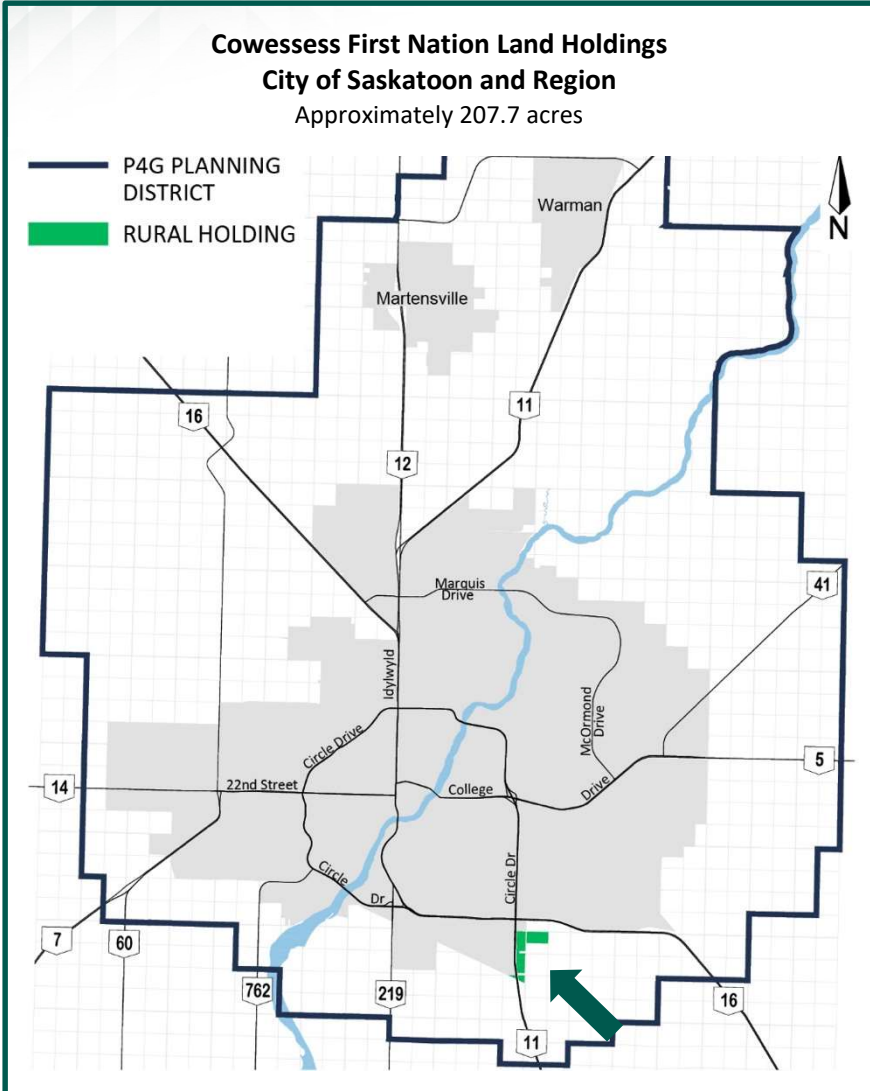 Cowessess First Nation Land Holdings
City of Saskatoon and Region
Approximately 207.7 acres
P4G PLANNING
DISTRICT
RURAL HOLDING
Warman
N
Martensville
16
11
12
41
Marquis
Drive
Idylwyld
McOrmond
Drive
Circle Drive
5
14
22nd Street
College
Drive
Circle Dr
Circle
Dr
7
60
762
219
16
11